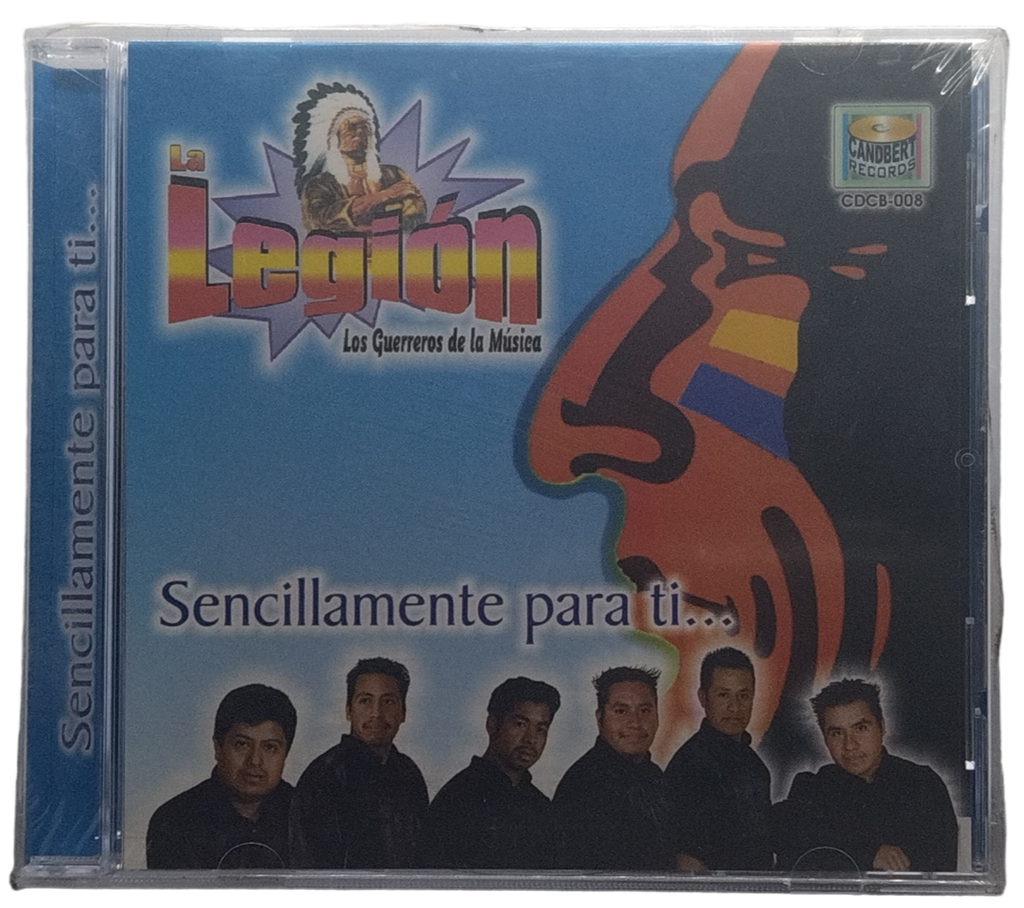 Sencillamente para ti...
La
Legión
Los Guerreros de la Música
CANDBERT
RECORDS
CDCB-008
Sencillamente para ti...